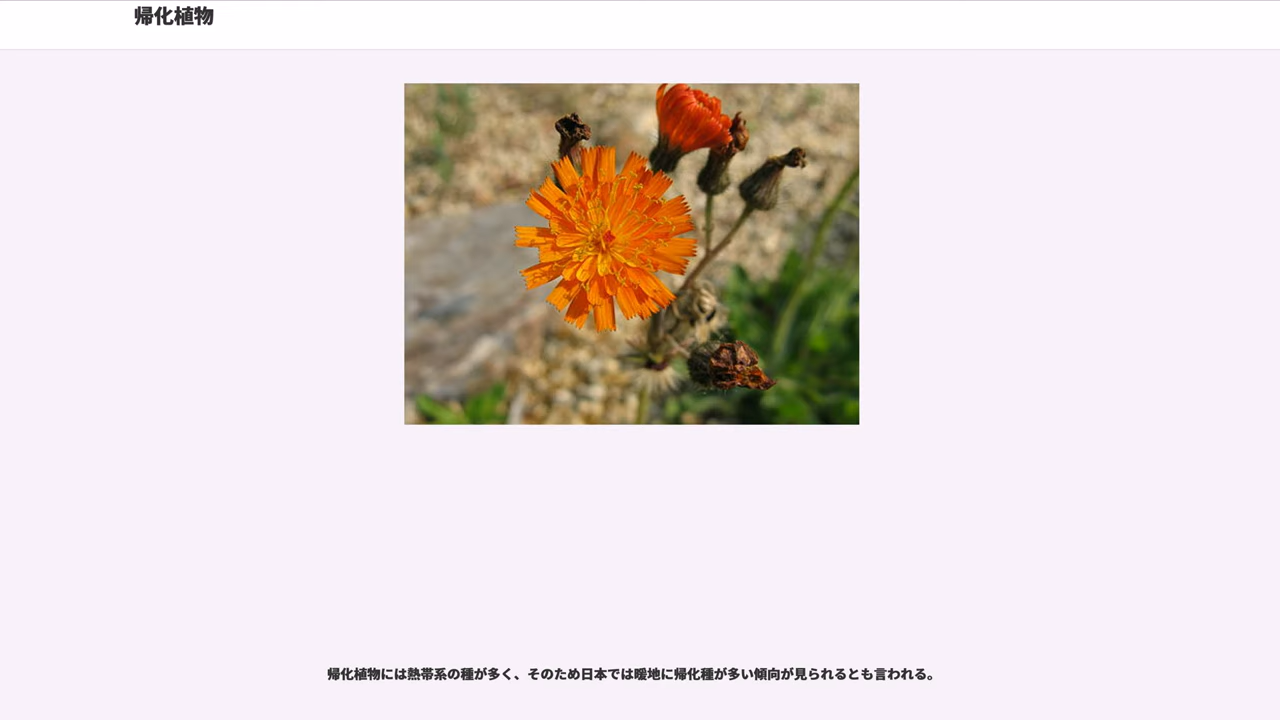 帰化植物
帰化植物には熱帯系の種が多く、そのため日本では暖地に帰化種が多い傾向が見られるとも言われる。